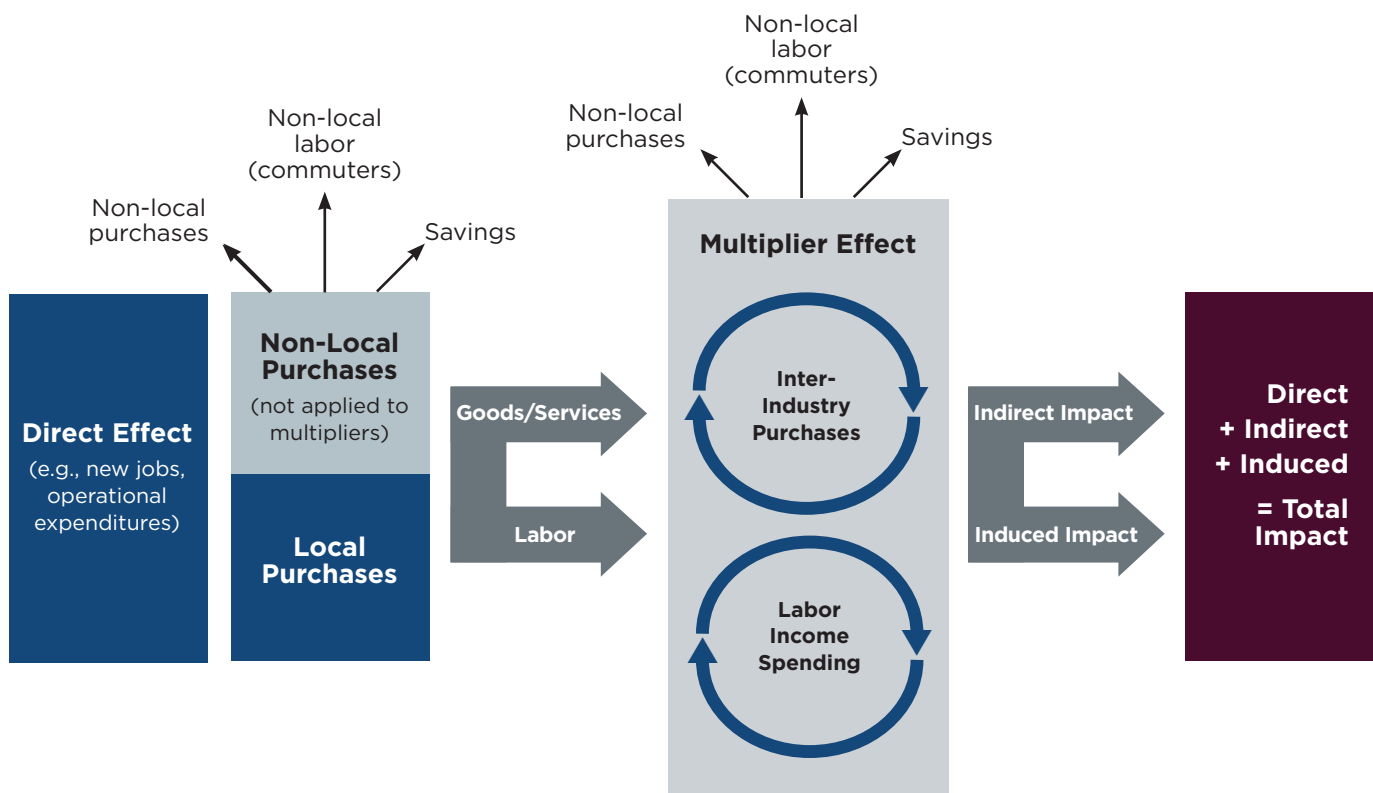 Non-local
labor
(commuters)
Non-local
purchases
Savings
Non-local
labor
(commuters)
Non-local
purchases
Savings
Direct Effect
(e.g., new jobs,
operational
expenditures)
Non-Local
Purchases
(not applied to
multipliers)
Local
Purchases
Goods/Services
Labor
Multiplier Effect
Inter-
Industry
Purchases
Labor
Income
Spending
Indirect Impact
Induced Impact
Direct
+ Indirect
+ Induced
= Total
Impact